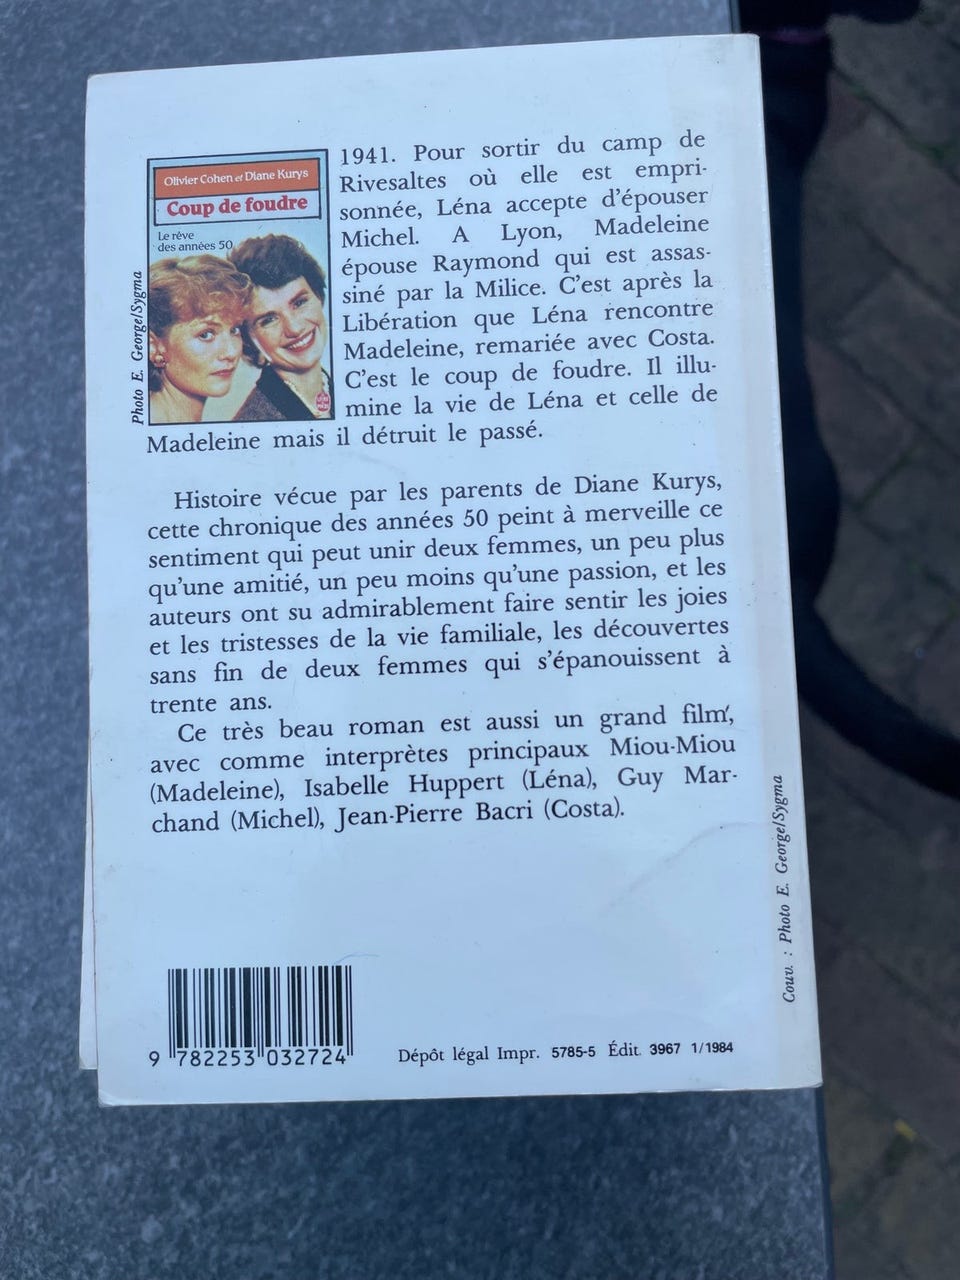 Olivier Cohen et Diane Kurys
Coup de foudre
Le rêve
des années 50
Photo E. George/Sygma
1941. Pour sortir du camp de
Rivesaltes où elle est empri-
sonnée, Léna accepte d'épouser
Michel. A Lyon, Madeleine
épouse Raymond qui est assas-
siné par la Milice. C'est après la
Libération que Léna rencontre
Madeleine, remariée avec Costa.
C'est le coup de foudre. Il illu-
mine la vie de Léna et celle de
Madeleine mais il détruit le passé.
Histoire vécue par les parents de Diane Kurys,
cette chronique des années 50 peint à merveille ce
sentiment qui peut unir deux femmes, un peu plus
qu'une amitié, un peu moins qu'une passion, et les
auteurs ont su admirablement faire sentir les joies
et les tristesses de la vie familiale, les découvertes
sans fin de deux femmes qui s'épanouissent à
trente ans.
Ce très beau roman est aussi un grand film,
avec comme interprètes principaux Miou-Miou
(Madeleine), Isabelle Huppert (Léna), Guy Mar-
chand (Michel), Jean-Pierre Bacri (Costa).
Couv. : Photo E. George/Sygma
9 782253 032724
Dépôt légal Impr. 5785-5 Édit. 3967 1/1984